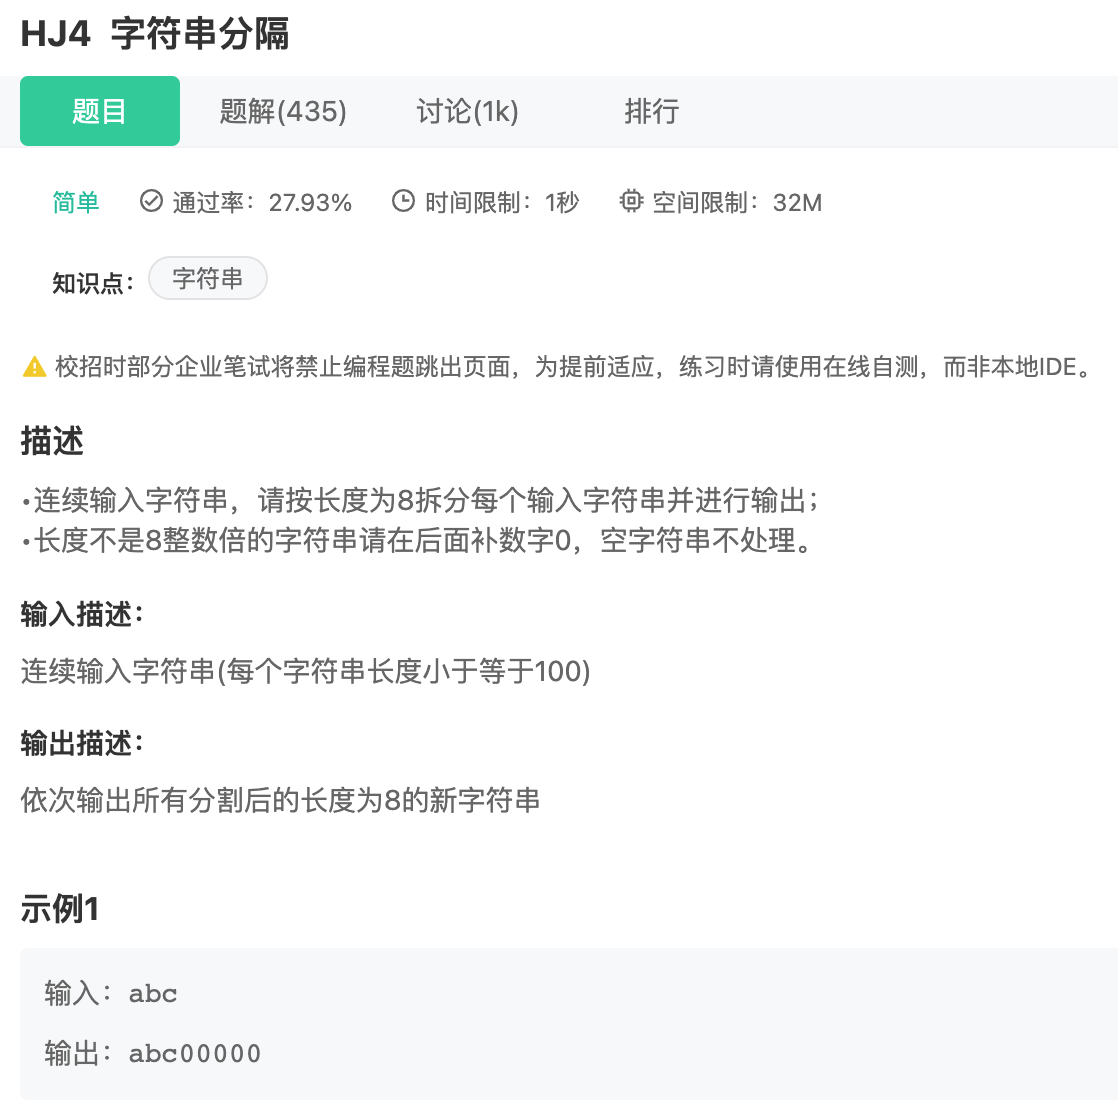 HJ4 字符串分隔
题目 题解(435) 讨论(1k) 排行
简单 通过率：27.93% 时间限制：1秒 空间限制：32M
知识点： 字符串
校招时部分企业笔试将禁止编程题跳出页面，为提前适应，练习时请使用在线自测，而非本地IDE。
描述
•连续输入字符串，请按长度为8拆分每个输入字符串并进行输出；
•长度不是8整数倍的字符串请在后面补数字0，空字符串不处理。
输入描述：
连续输入字符串(每个字符串长度小于等于100)
输出描述：
依次输出所有分割后的长度为8的新字符串
示例1
输入：abc
输出：abc00000